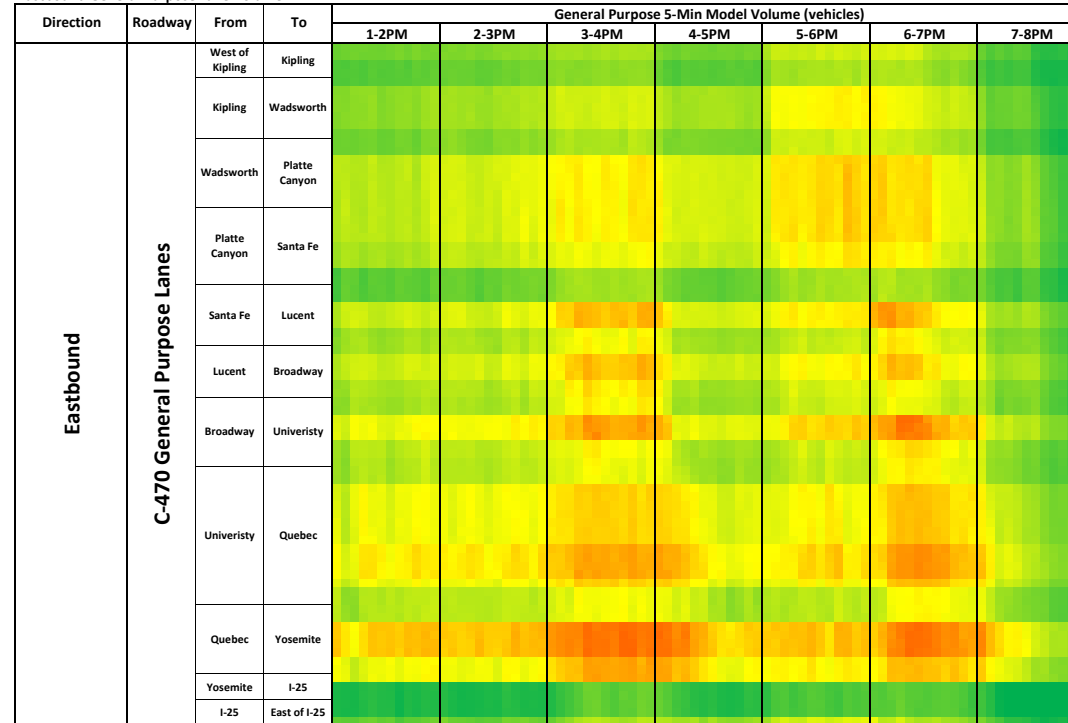 Direction Roadway From To General Purpose 5-Min Model Volume (vehicles)
1-2PM 2-3PM 3-4PM 4-5PM 5-6PM 6-7PM 7-8PM
Eastbound
C-470 General Purpose Lanes
West of
Kipling
Kipling
Kipling Wadsworth
Wadsworth
Platte
Canyon
Platte
Canyon
Santa Fe
Santa Fe Lucent
Lucent Broadway
Broadway Univeristy
Univeristy Quebec
Quebec Yosemite
Yosemite I-25
I-25 East of I-25